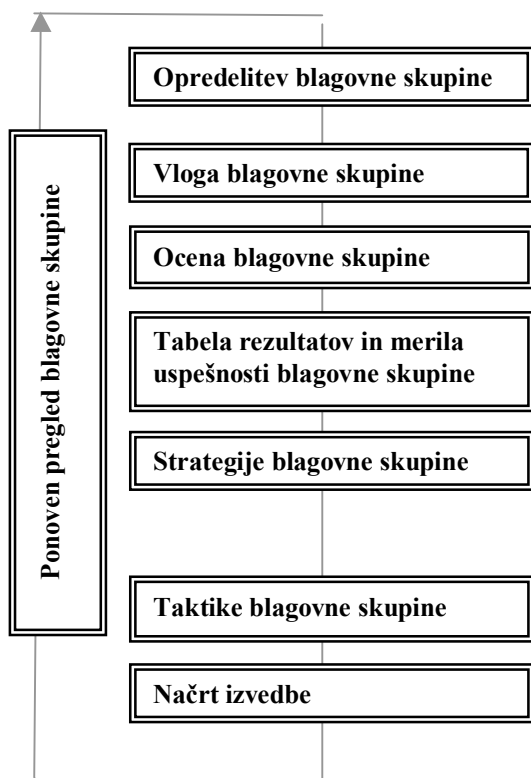 Opredelitev blagovne skupine
Vloga blagovne skupine
Ocena blagovne skupine
Tabela rezultatov in merila
uspešnosti blagovne skupine
Strategije blagovne skupine
Taktike blagovne skupine
Načrt izvedbe
Ponoven pregled blagovne skupine